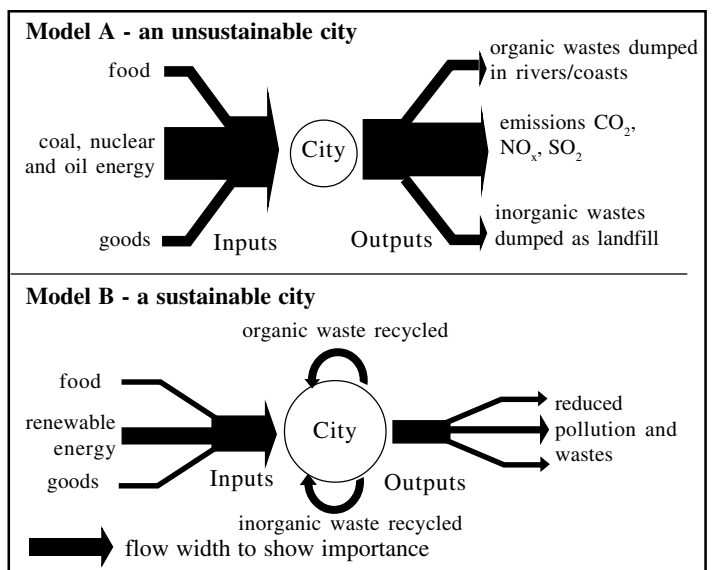 Model A - an unsustainable city
food
organic wastes dumped
in rivers/coasts
coal, nuclear
and oil energy
City
emissions CO₂,
NOₓ, SO₂
goods
Inputs
Outputs
inorganic wastes
dumped as landfill
Model B - a sustainable city
organic waste recycled
food
renewable
energy
goods
City
reduced
pollution and
wastes
Inputs
Outputs
inorganic waste recycled
flow width to show importance